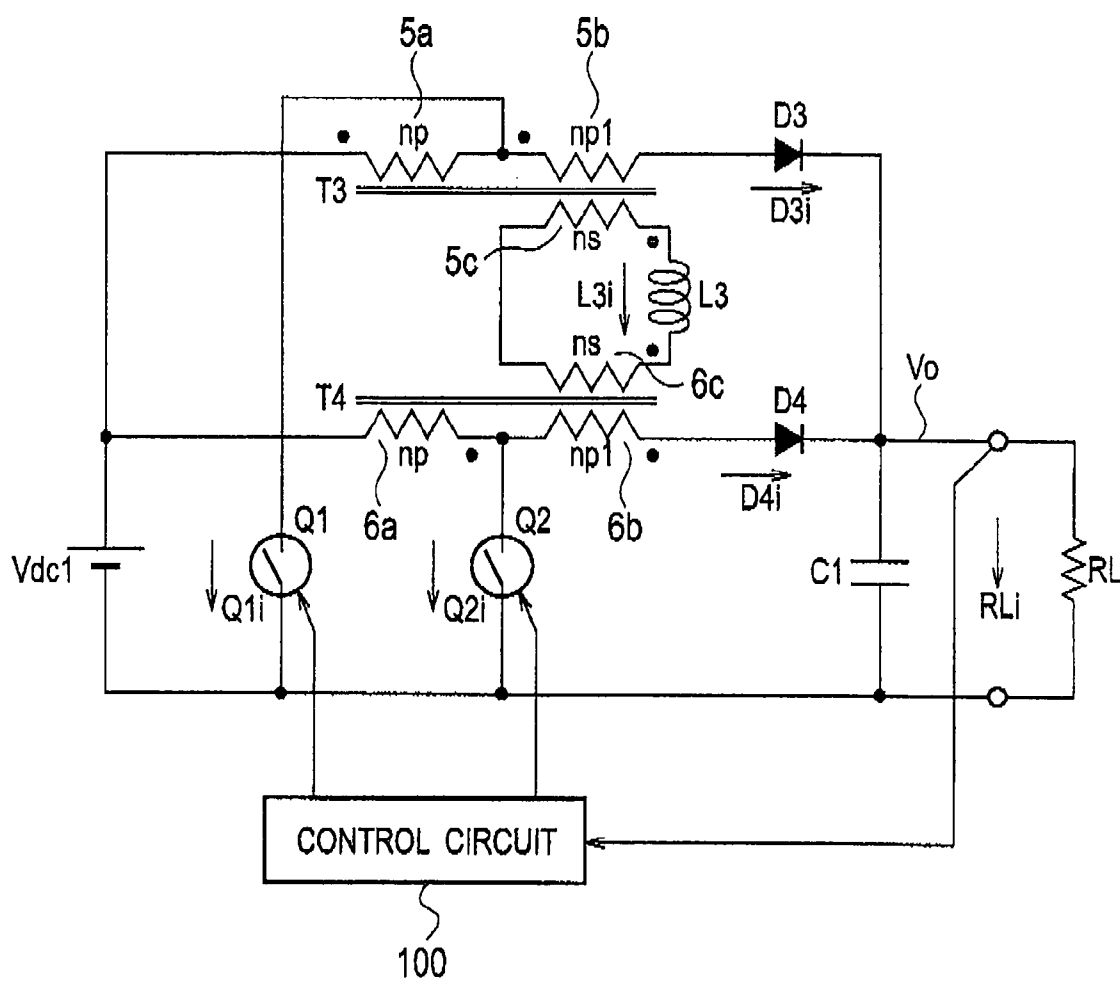 5a
5b
np
np1
D3
T3
D3i
5c
ns
L3i
L3
ns
6c
T4
Vo
D4
np
np1
D4i
6a
Q1
Q2
6b
Vdc1
Q1i
Q2i
C1
RLi
RL
CONTROL CIRCUIT
100